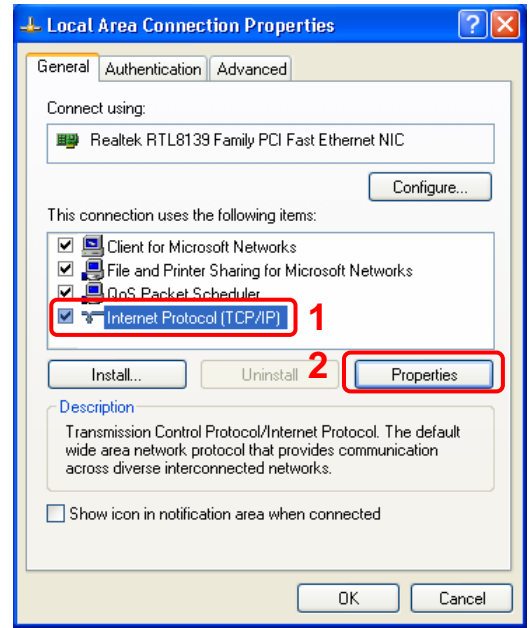 Local Area Connection Properties
General Authentication Advanced
Connect using:
Realtek RTL8139 Family PCI Fast Ethernet NIC
Configure...
This connection uses the following items:
Client for Microsoft Networks
File and Printer Sharing for Microsoft Networks
QoS Packet Scheduler
Internet Protocol (TCP/IP) 1
Install... Uninstall 2 Properties
Description
Transmission Control Protocol/Internet Protocol. The default
wide area network protocol that provides communication
across diverse interconnected networks.
Show icon in notification area when connected
OK Cancel